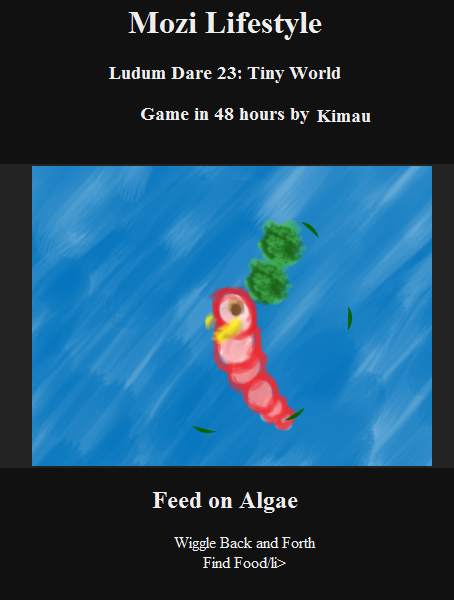 Mozi Lifestyle
Ludum Dare 23: Tiny World
Game in 48 hours by Kimau
Feed on Algae
Wiggle Back and Forth
Find Food/li>